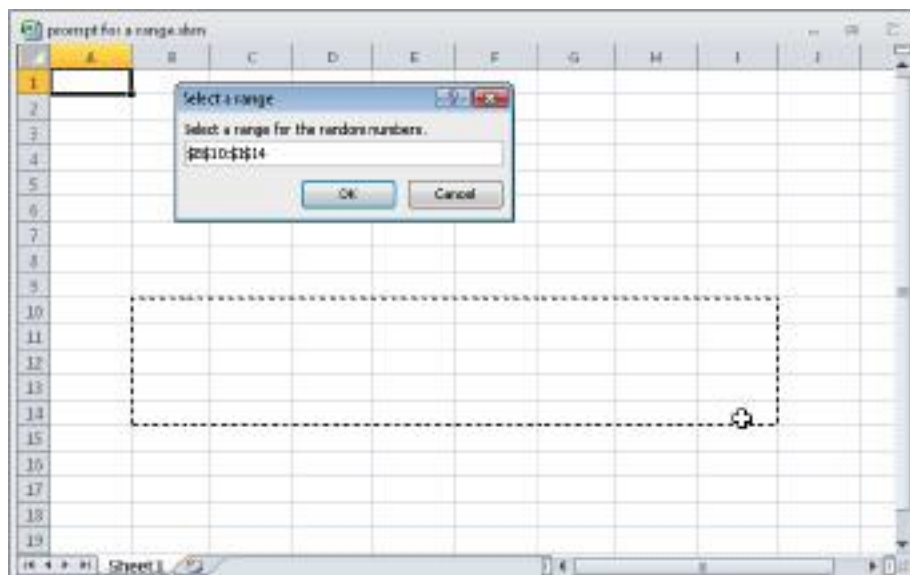 prompt for a range.xlsm
A B C D E F G H I J
1
2
3
4
5
6
7
8
9
10
11
12
13
14
15
16
17
18
19
Select a range
Select a range for the random numbers.
$B$10:$I$14
OK Cancel
Sheet1